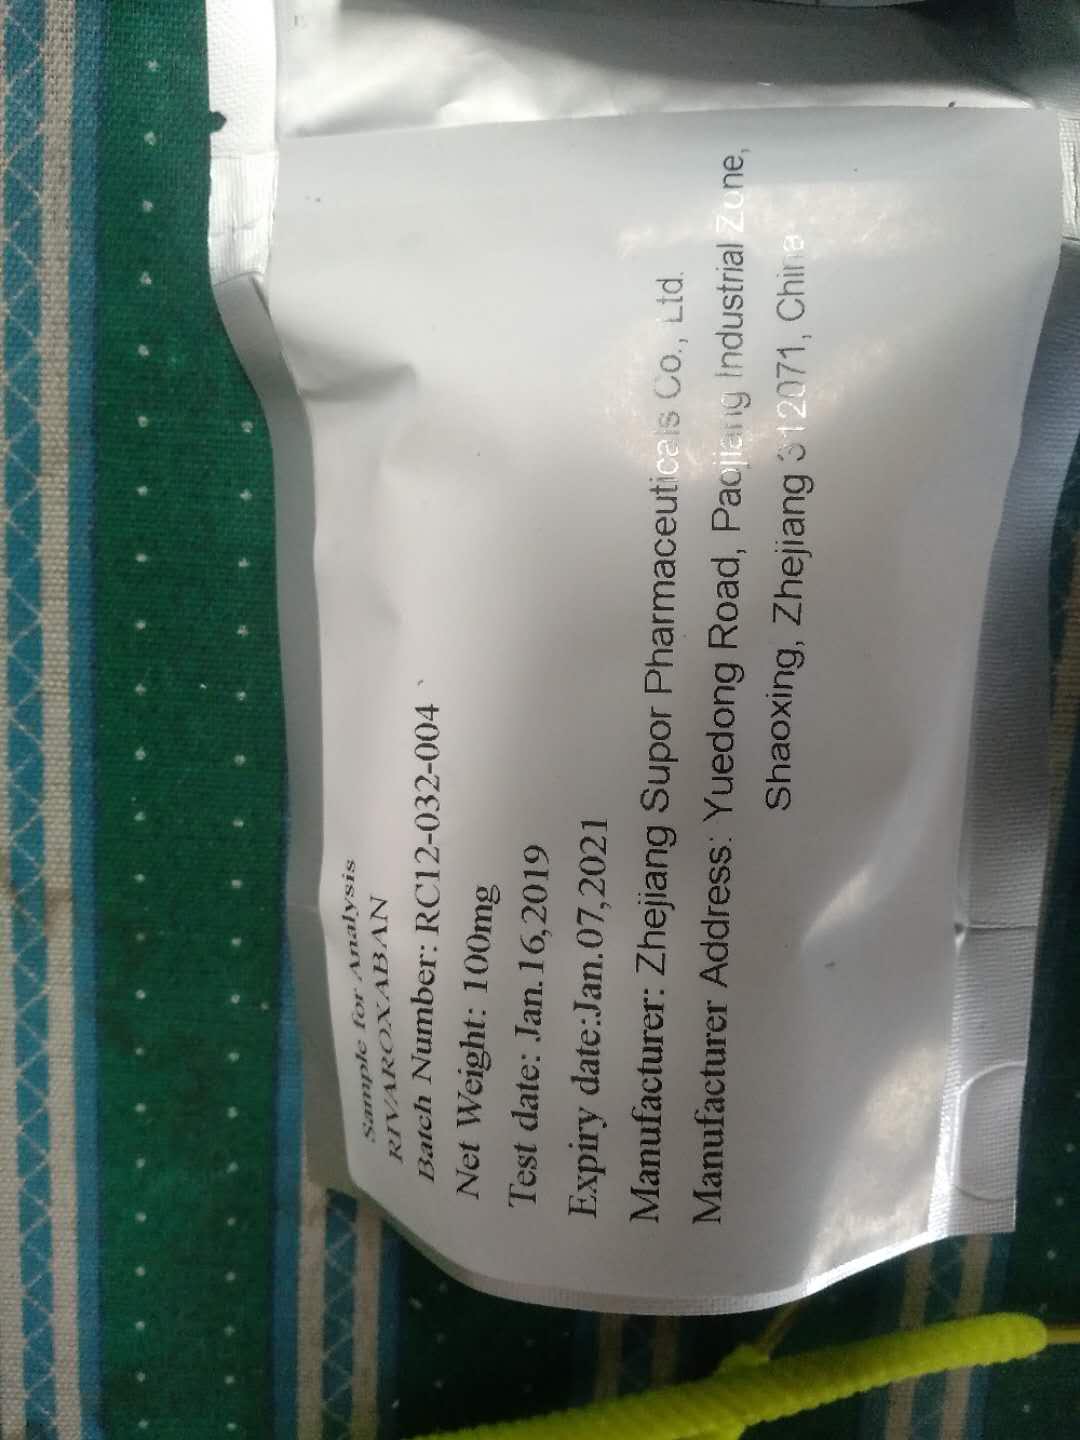 Sample for Analysis
RIVAROXABAN
Batch Number: RC12-032-004
Net Weight: 100mg
Test date: Jan.16,2019
Expiry date:Jan.07,2021
Manufacturer: Zhejiang Supor Pharmaceuticals Co., Ltd.
Manufacturer Address: Yuedong Road, Paojiang Industrial Zone,
Shaoxing, Zhejiang 312071, China